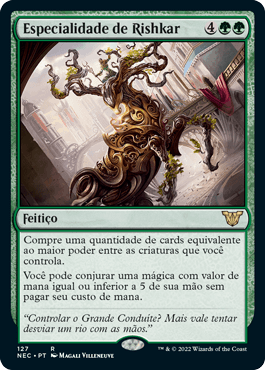 Especialidade de Rishkar 4
Feitiço
Compre uma quantidade de cards equivalente
ao maior poder entre as criaturas que você
controla.
Você pode conjurar uma mágica com valor de
mana igual ou inferior a 5 de sua mão sem
pagar seu custo de mana.
“Controlar o Grande Conduíte? Mais vale tentar
desviar um rio com as mãos.”
127 R
NEC • PT MAGALI VILLENEUVE
™ & © 2022 Wizards of the Coast